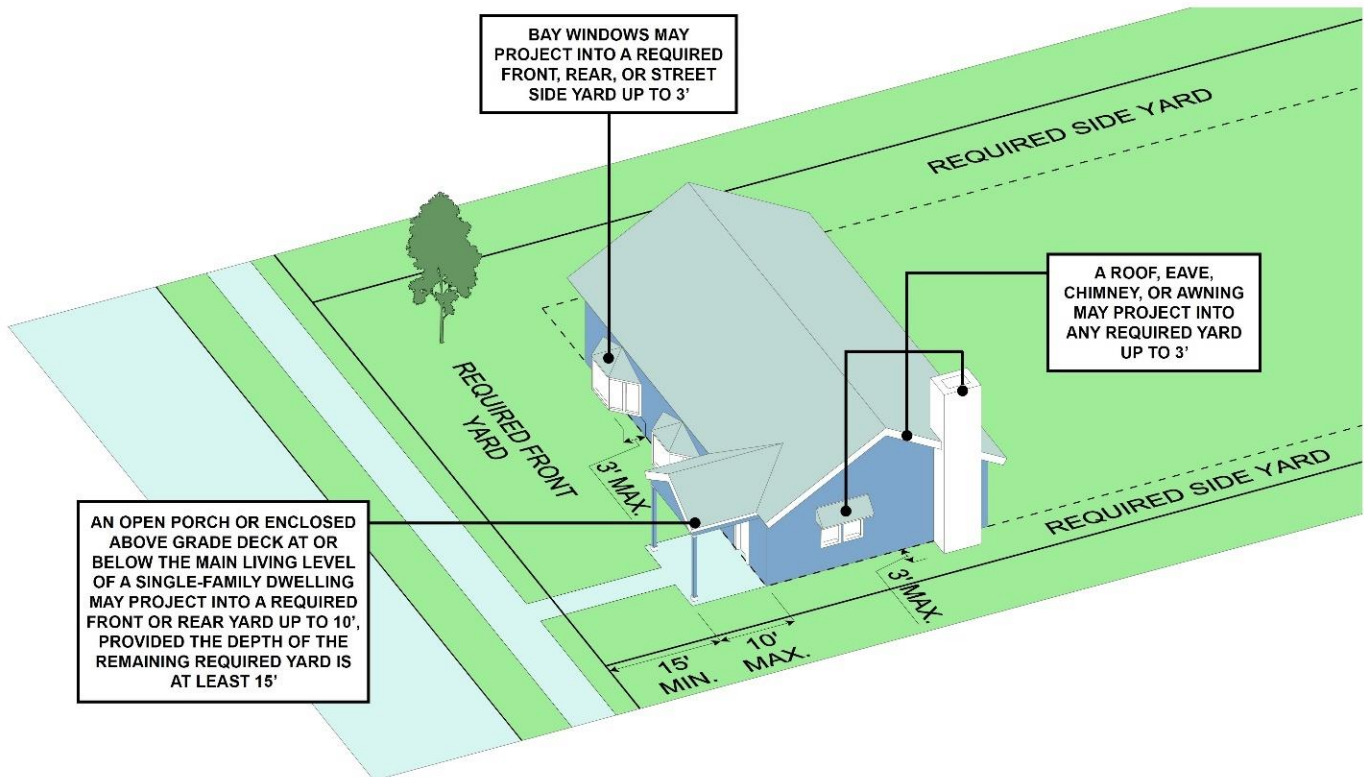 BAY WINDOWS MAY
PROJECT INTO A REQUIRED
FRONT, REAR, OR STREET
SIDE YARD UP TO 3’
REQUIRED SIDE YARD
A ROOF, EAVE,
CHIMNEY, OR AWNING
MAY PROJECT INTO
ANY REQUIRED YARD
UP TO 3’
REQUIRED FRONT
YARD
3' MAX.
AN OPEN PORCH OR ENCLOSED
ABOVE GRADE DECK AT OR
BELOW THE MAIN LIVING LEVEL
OF A SINGLE-FAMILY DWELLING
MAY PROJECT INTO A REQUIRED
FRONT OR REAR YARD UP TO 10’,
PROVIDED THE DEPTH OF THE
REMAINING REQUIRED YARD IS
AT LEAST 15’
REQUIRED SIDE YARD
3' MAX.
15'
MIN.
10'
MAX.